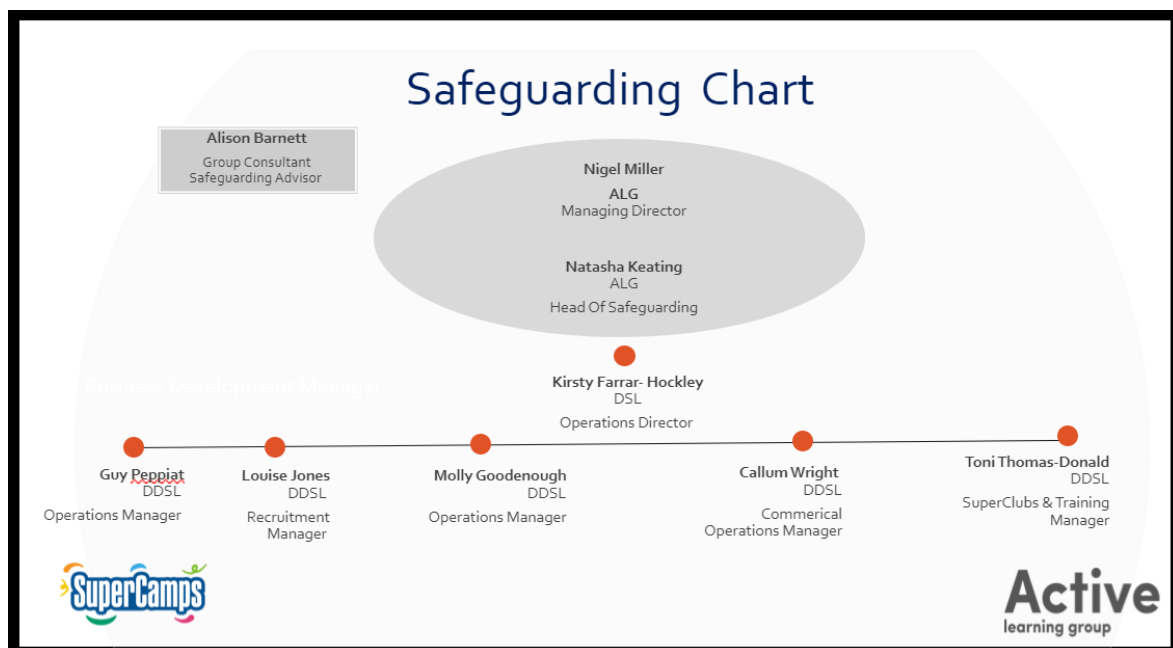 Safeguarding Chart
Alison Barnett
Group Consultant
Safeguarding Advisor
Nigel Miller
ALG
Managing Director
Natasha Keating
ALG
Head Of Safeguarding
Business Development Manager
Kirsty Farrar- Hockley
DSL
Operations Director
Guy Peppiat
DDSL
Operations Manager
Louise Jones
DDSL
Recruitment
Manager
Molly Goodenough
DDSL
Operations Manager
Callum Wright
DDSL
Commerical
Operations Manager
Toni Thomas-Donald
DDSL
SuperClubs & Training
Manager
SuperCamps
Active
learning group